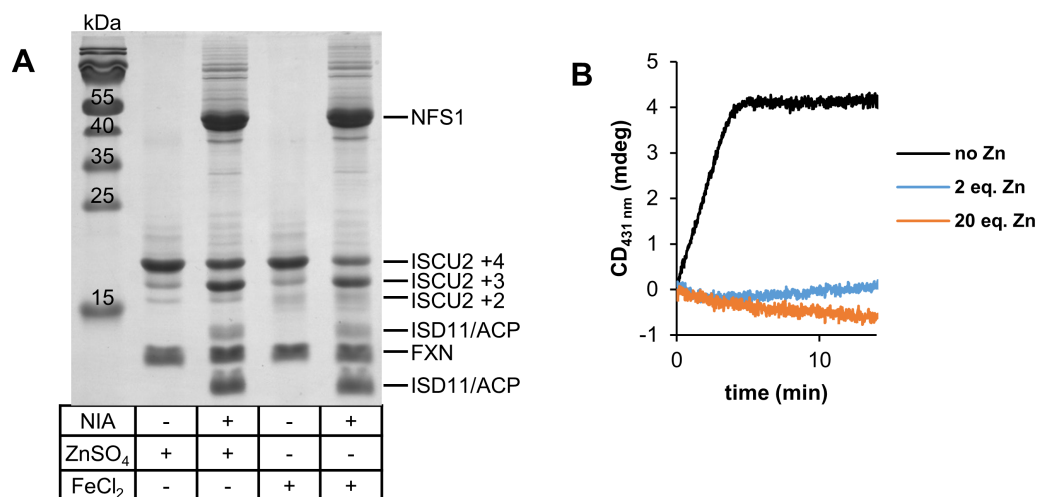 A
kDa
55
40
35
25
15
NFS1
ISCU2 +4
ISCU2 +3
ISCU2 +2
ISD11/ACP
FXN
ISD11/ACP
NIA - + - +
ZnSO₄ + + - -
FeCl₂ - - + +
B
CD₄₃₁ ₙₘ (mdeg)
5
4
3
2
1
0
-1
0 10
time (min)
no Zn
2 eq. Zn
20 eq. Zn